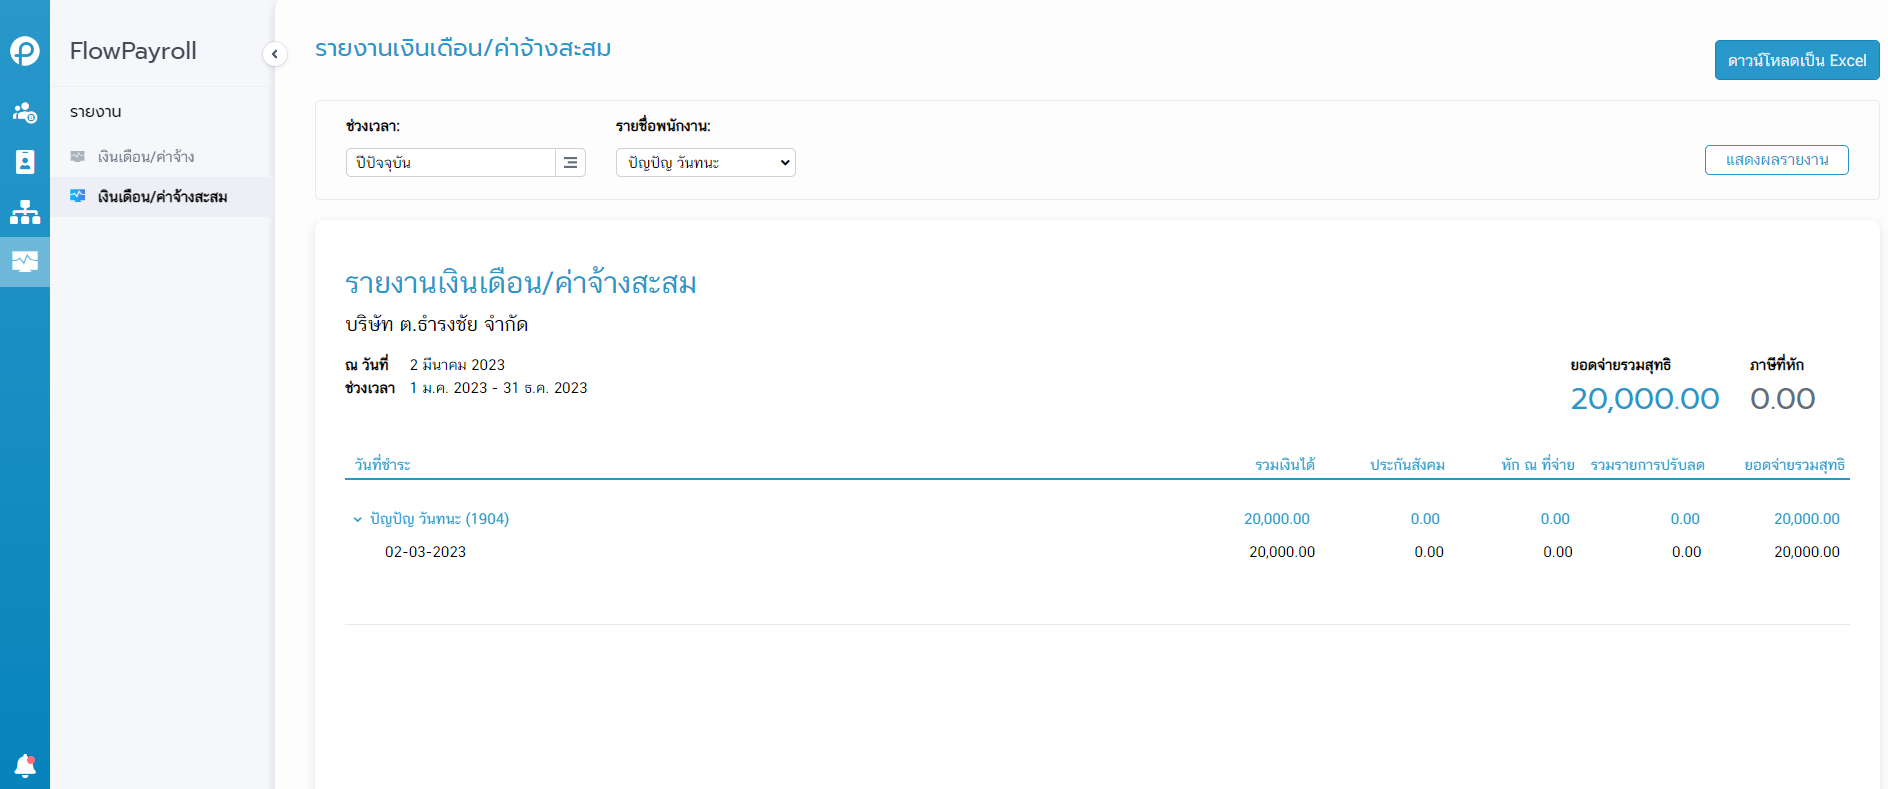 FlowPayroll
รายงาน
เงินเดือน/ค่าจ้าง
เงินเดือน/ค่าจ้างสะสม
รายงานเงินเดือน/ค่าจ้างสะสม
ดาวน์โหลดเป็น Excel
ช่วงเวลา: รายชื่อพนักงาน:
ปีปัจจุบัน ปัญปัญ วันทนะ แสดงผลรายงาน
รายงานเงินเดือน/ค่าจ้างสะสม
บริษัท ต.ธำรงชัย จำกัด
ณ วันที่ 2 มีนาคม 2023
ช่วงเวลา 1 ม.ค. 2023 - 31 ธ.ค. 2023
ยอดจ่ายรวมสุทธิ ภาษีที่หัก
20,000.00 0.00
วันที่ชำระ รวมเงินได้ ประกันสังคม หัก ณ ที่จ่าย รวมรายการปรับลด ยอดจ่ายรวมสุทธิ
ปัญปัญ วันทนะ (1904) 20,000.00 0.00 0.00 0.00 20,000.00
02-03-2023 20,000.00 0.00 0.00 0.00 20,000.00